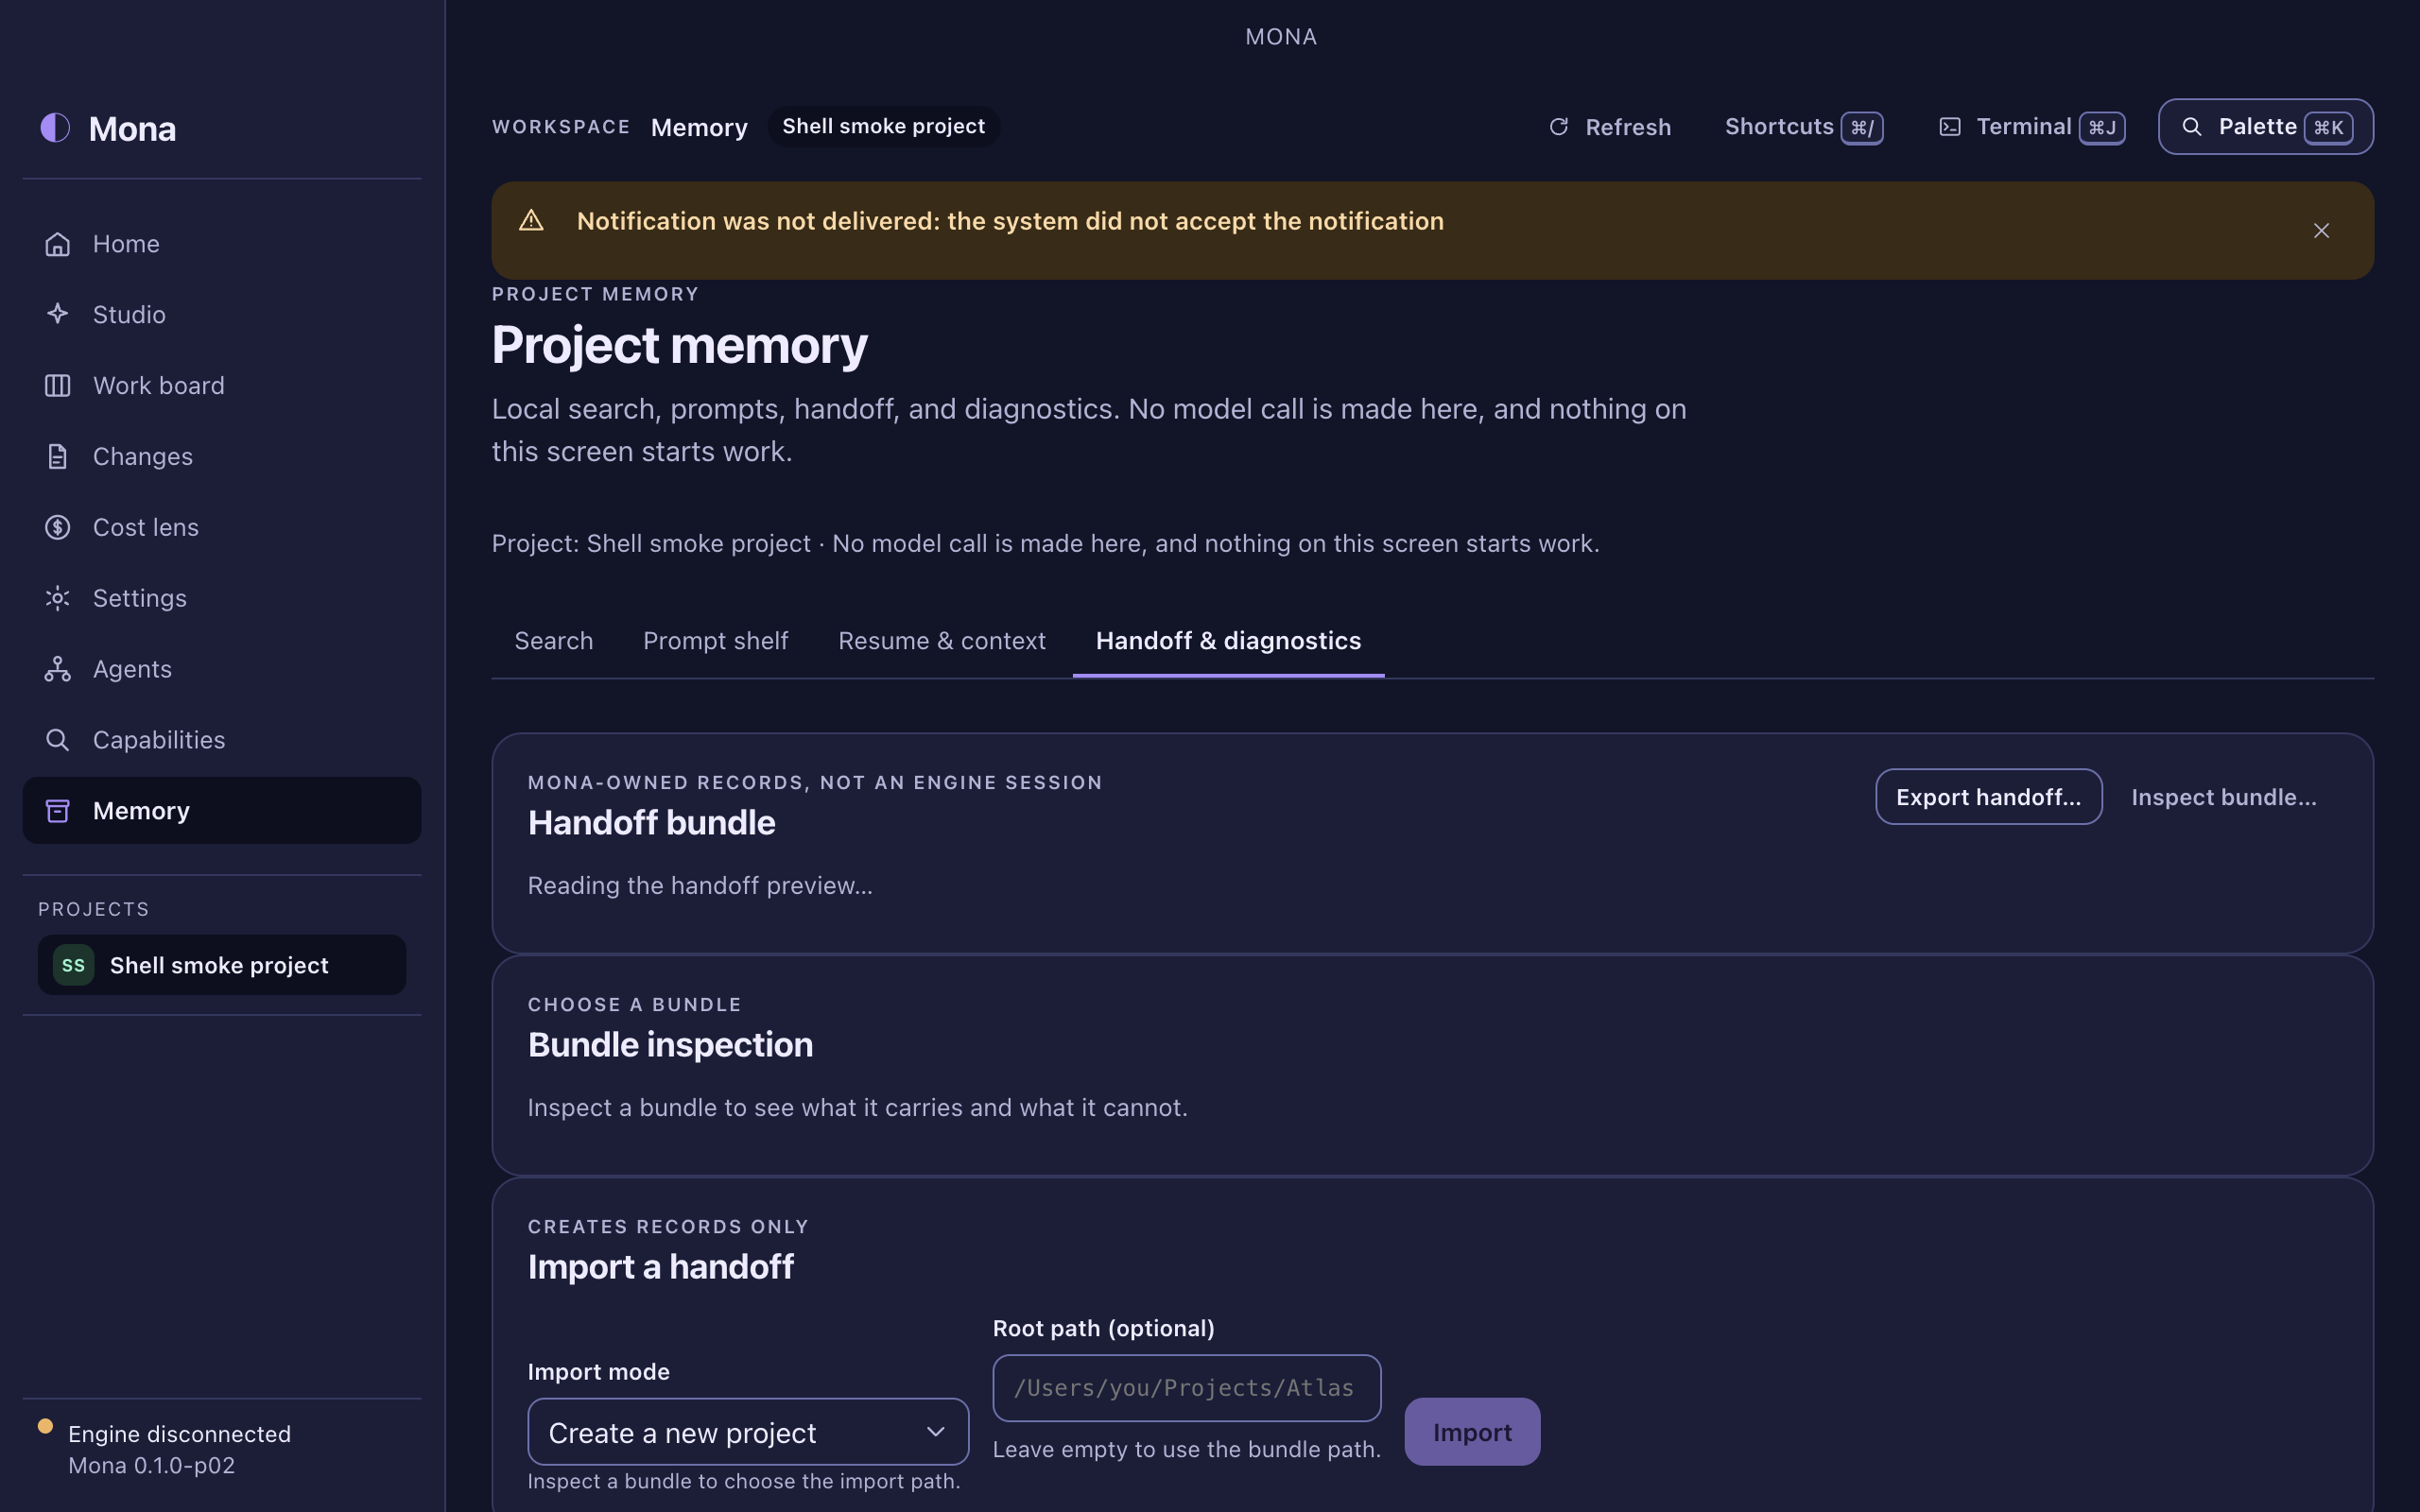 MONA
Mona
Home
Studio
Work board
Changes
Cost lens
Settings
Agents
Capabilities
Memory
PROJECTS
SS Shell smoke project
Engine disconnected
Mona 0.1.0-p02
WORKSPACE Memory Shell smoke project
Refresh Shortcuts ⌘/ Terminal ⌘J Palette ⌘K
Notification was not delivered: the system did not accept the notification
PROJECT MEMORY
Project memory
Local search, prompts, handoff, and diagnostics. No model call is made here, and nothing on
this screen starts work.
Project: Shell smoke project · No model call is made here, and nothing on this screen starts work.
Search Prompt shelf Resume & context Handoff & diagnostics
MONA-OWNED RECORDS, NOT AN ENGINE SESSION
Handoff bundle
Export handoff... Inspect bundle...
Reading the handoff preview...
CHOOSE A BUNDLE
Bundle inspection
Inspect a bundle to see what it carries and what it cannot.
CREATES RECORDS ONLY
Import a handoff
Import mode
Create a new project
Inspect a bundle to choose the import path.
Root path (optional)
/Users/you/Projects/Atlas
Leave empty to use the bundle path.
Import